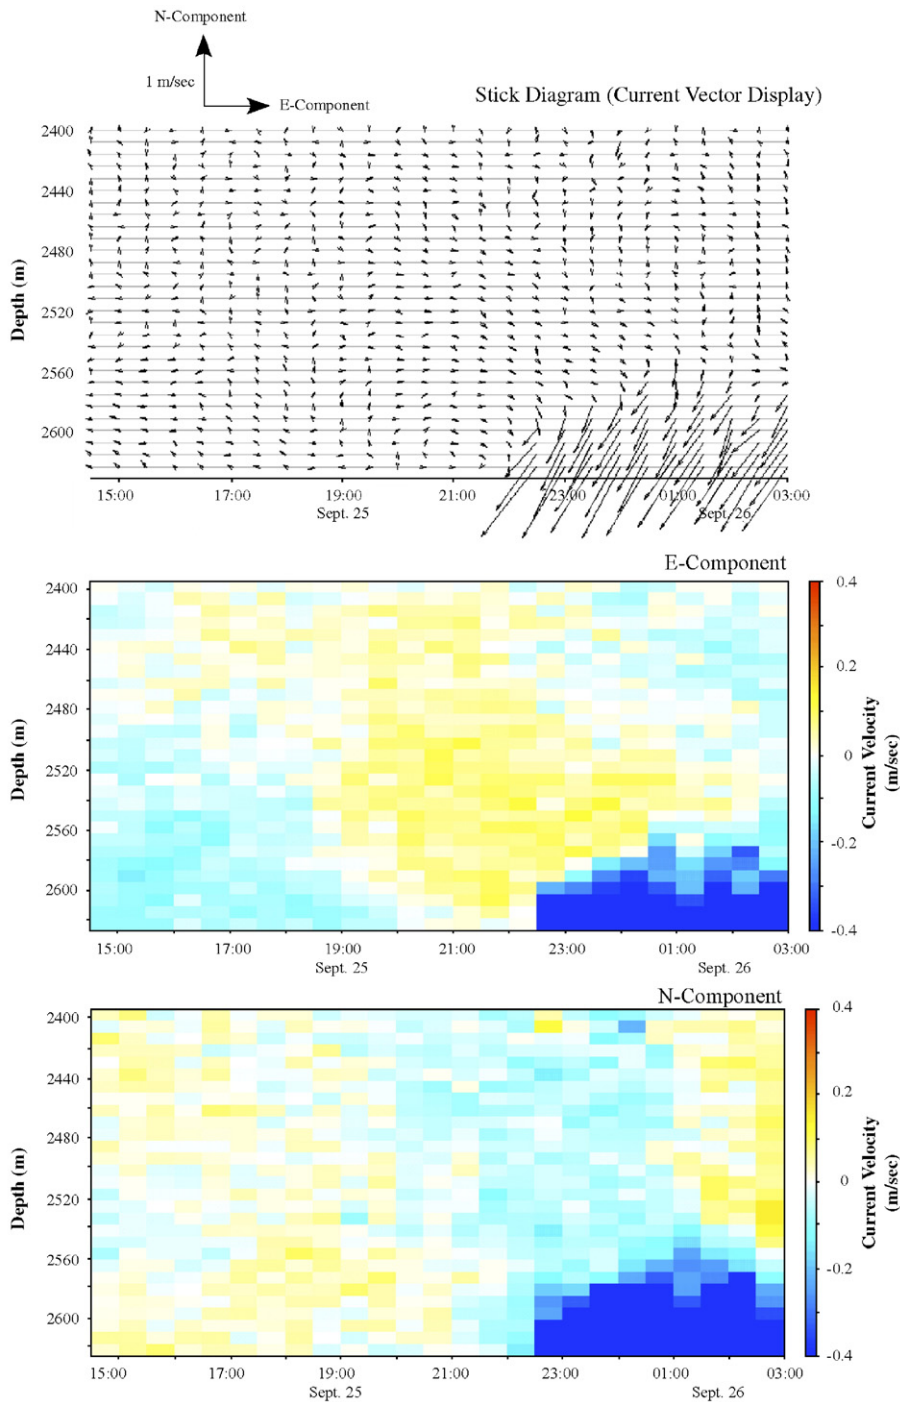 N-Component
1 m/sec
E-Component
Stick Diagram (Current Vector Display)
Depth (m)
2400
2440
2480
2520
2560
2600
15:00 17:00 19:00 21:00 23:00 01:00 03:00
Sept. 25 Sept. 26
E-Component
Depth (m)
2400
2440
2480
2520
2560
2600
15:00 17:00 19:00 21:00 23:00 01:00 03:00
Sept. 25 Sept. 26
0.4
0.2
0
-0.2
-0.4
Current Velocity
(m/sec)
N-Component
Depth (m)
2400
2440
2480
2520
2560
2600
15:00 17:00 19:00 21:00 23:00 01:00 03:00
Sept. 25 Sept. 26
0.4
0.2
0
-0.2
-0.4
Current Velocity
(m/sec)